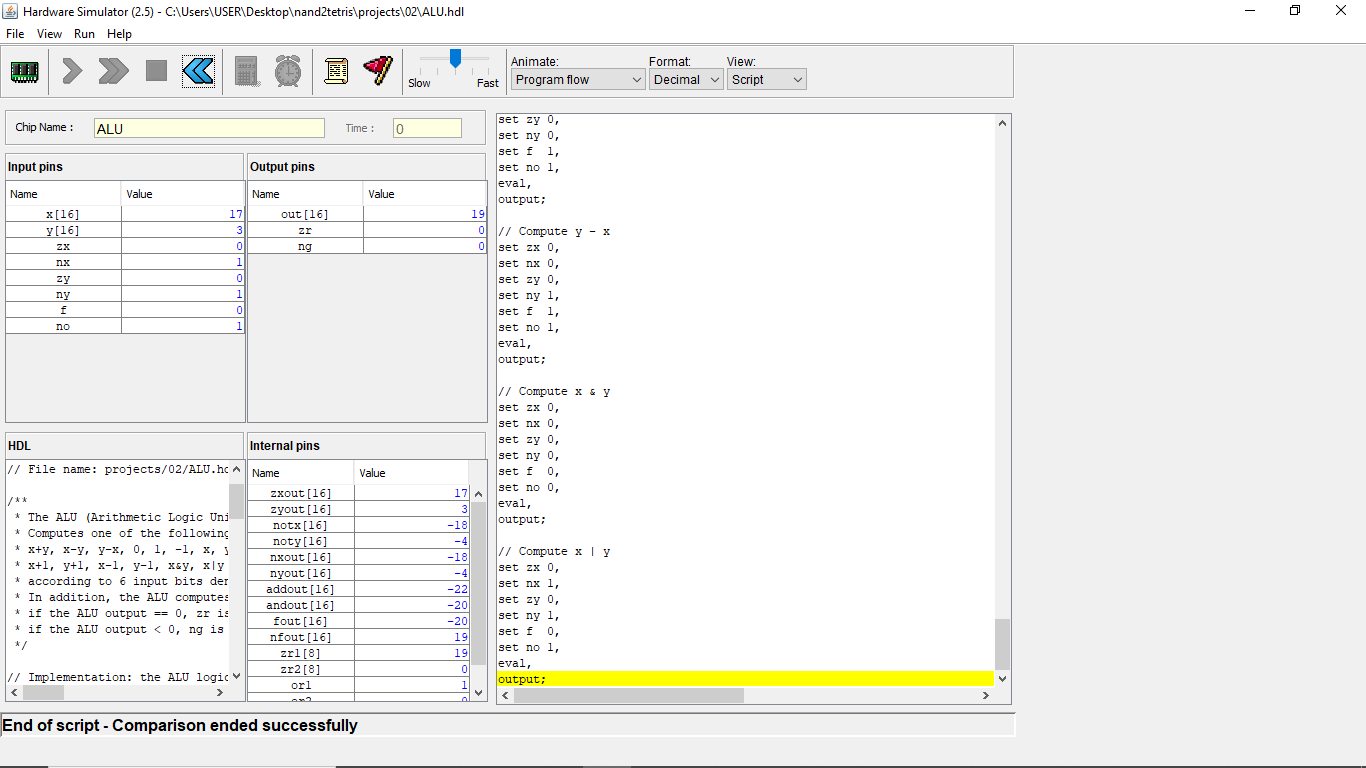 Hardware Simulator (2.5) - C:\Users\USER\Desktop\nand2tetris\projects\02\ALU.hdl
File View Run Help
Slow Fast
Animate: Format: View:
Program flow Decimal Script
Chip Name : ALU Time : 0
Input pins
Name Value
x[16] 17
y[16] 3
zx 0
nx 1
zy 0
ny 1
f 0
no 1
Output pins
Name Value
out[16] 19
zr 0
ng 0
HDL
// File name: projects/02/ALU.hd
/**
* The ALU (Arithmetic Logic Uni
* Computes one of the following
* x+y, x-y, y-x, 0, 1, -1, x, y
* x+1, y+1, x-1, y-1, x&y, x|y
* according to 6 input bits den
* In addition, the ALU computes
* if the ALU output == 0, zr is
* if the ALU output < 0, ng is
*/
// Implementation: the ALU logic
Internal pins
Name Value
zxout[16] 17
zyout[16] 3
notx[16] -18
noty[16] -4
nxout[16] -18
nyout[16] -4
addout[16] -22
andout[16] -20
fout[16] -20
nfout[16] 19
zr1[8] 19
zr2[8] 0
or1 1
or2 0
set zy 0,
set ny 0,
set f 1,
set no 1,
eval,
output;
// Compute y - x
set zx 0,
set nx 0,
set zy 0,
set ny 1,
set f 1,
set no 1,
eval,
output;
// Compute x & y
set zx 0,
set nx 0,
set zy 0,
set ny 0,
set f 0,
set no 0,
eval,
output;
// Compute x | y
set zx 0,
set nx 1,
set zy 0,
set ny 1,
set f 0,
set no 1,
eval,
output;
End of script - Comparison ended successfully